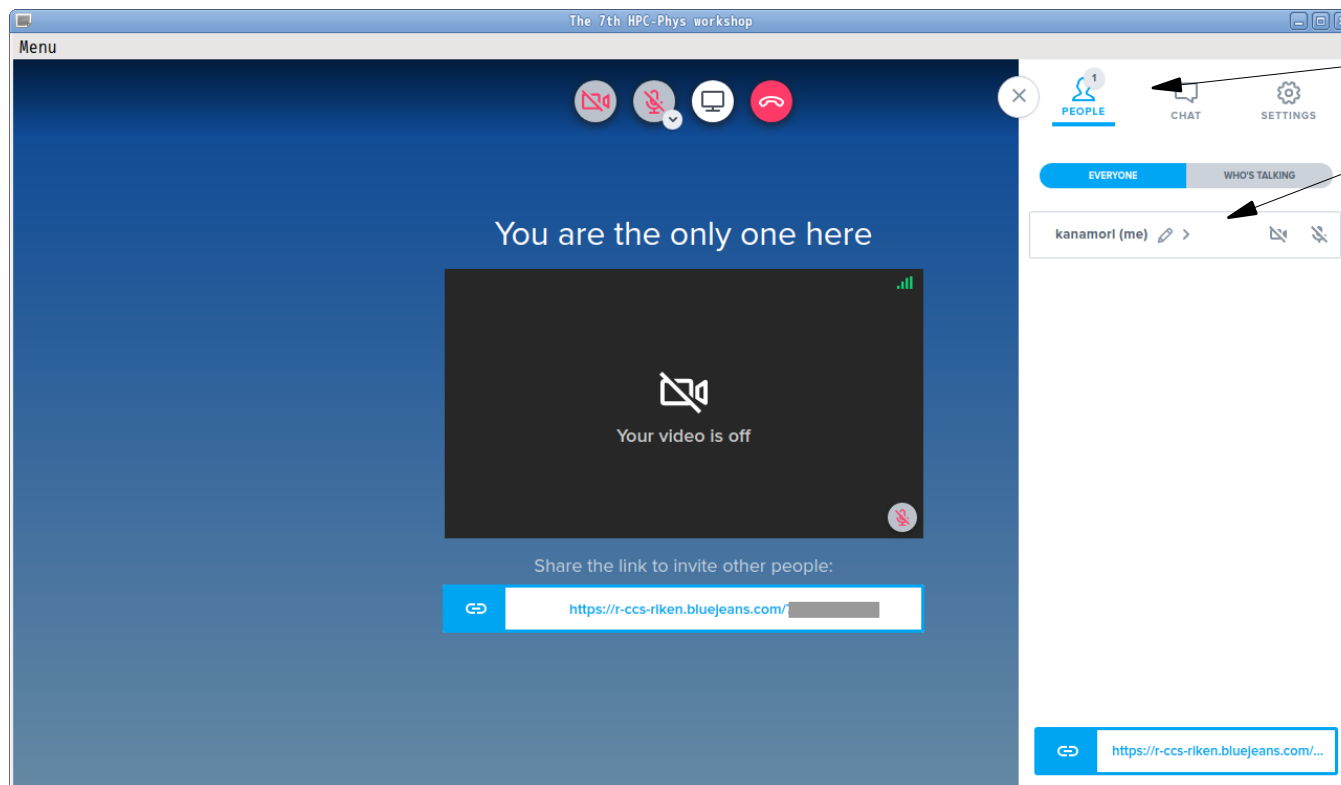 The 7th HPC-Phys workshop
Menu
1
PEOPLE
CHAT
SETTINGS
EVERYONE
WHO'S TALKING
kanamori (me)
You are the only one here
Your video is off
Share the link to invite other people:
https://r-ccs-riken.bluejeans.com/
https://r-ccs-riken.bluejeans.com/...